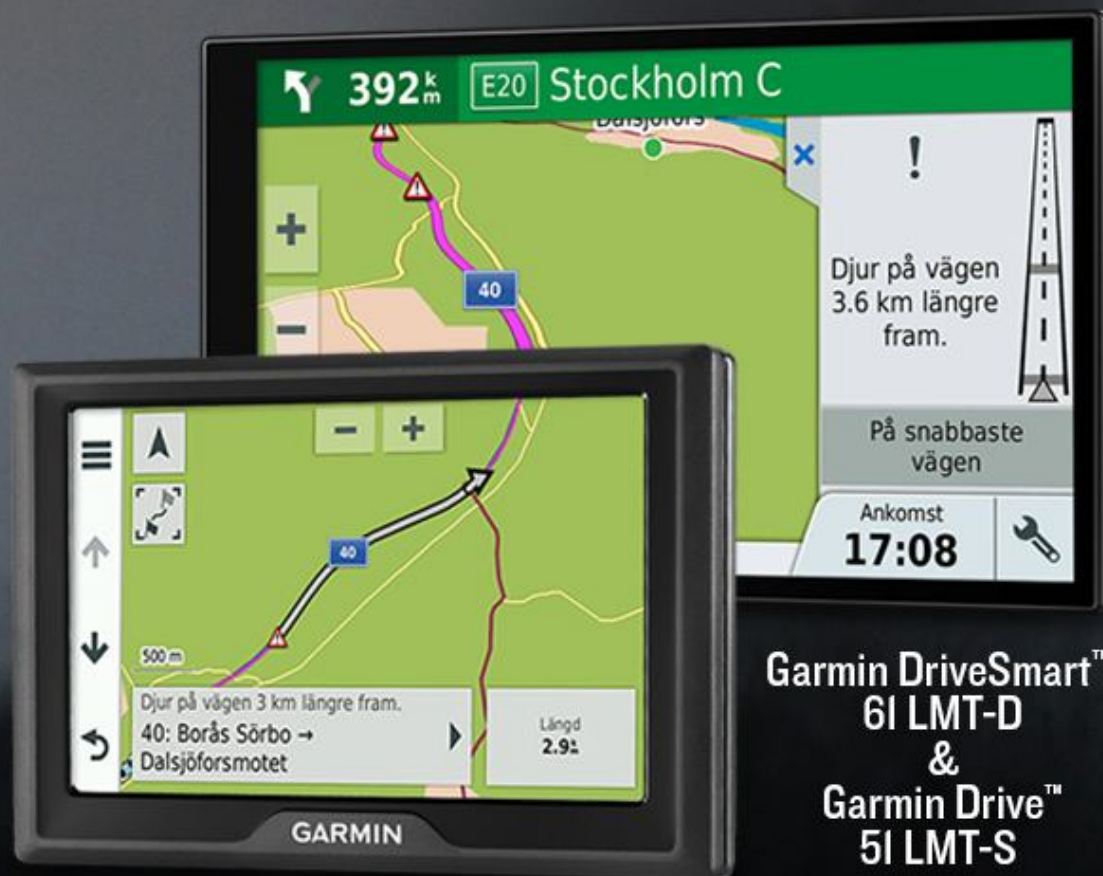 392 km E20 Stockholm C
Dalsjöfors
!
40
Djur på vägen
3.6 km längre
fram.
På snabbaste
vägen
Ankomst
17:08
40
500 m
Djur på vägen 3 km längre fram.
40: Borås Sörbo →
Dalsjöforsmotet
Längd
2.9 km
GARMIN
Garmin DriveSmart™
61 LMT-D
&
Garmin Drive™
51 LMT-S